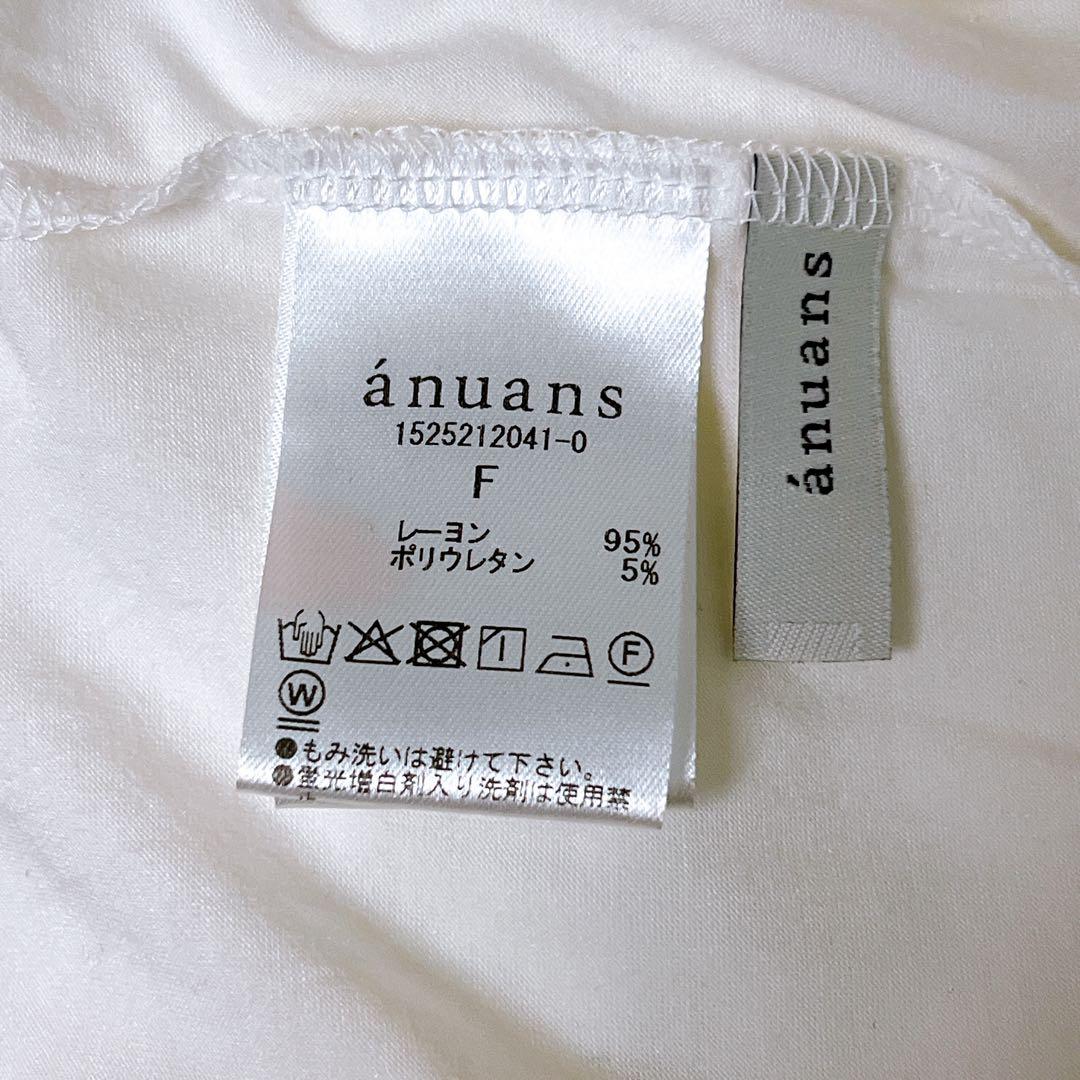 ánuans
1525212041-0
F
レーヨン 95%
ポリウレタン 5%
F
W
●もみ洗いは避けて下さい。
●蛍光増白剤入り洗剤は使用禁
ánuans